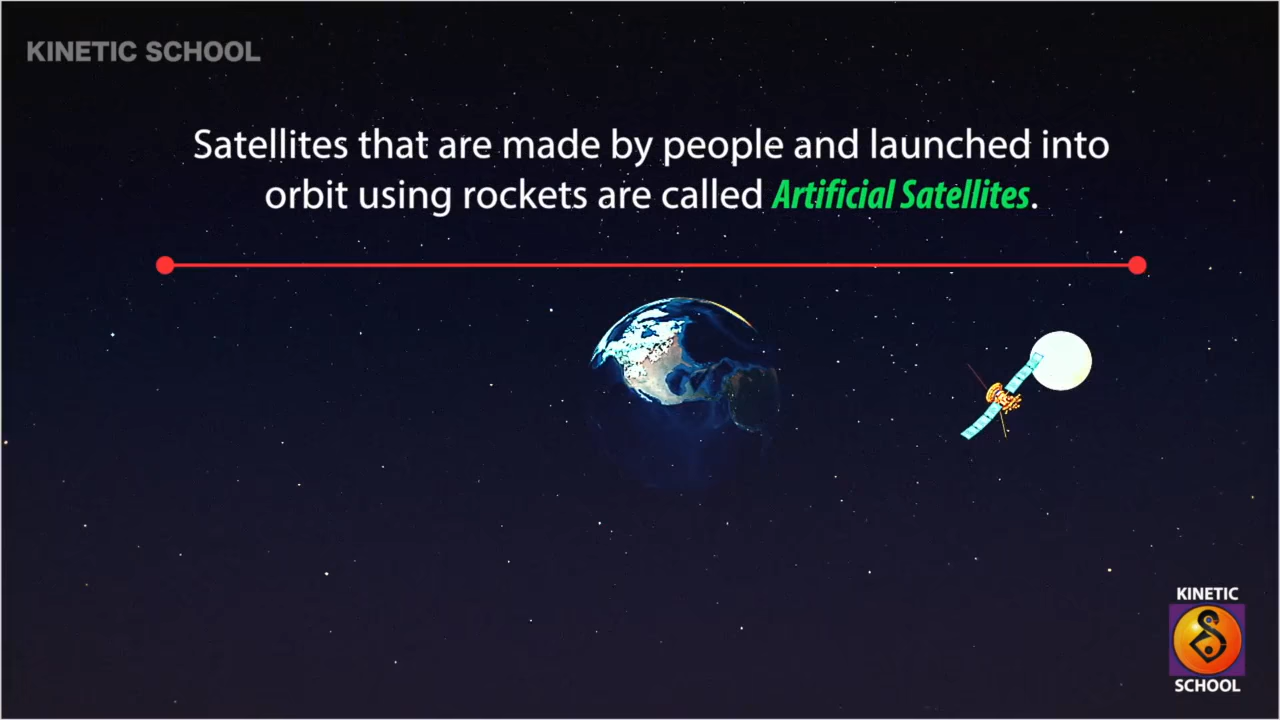 KINETIC SCHOOL
Satellites that are made by people and launched into
orbit using rockets are called Artificial Satellites.
KINETIC
SCHOOL